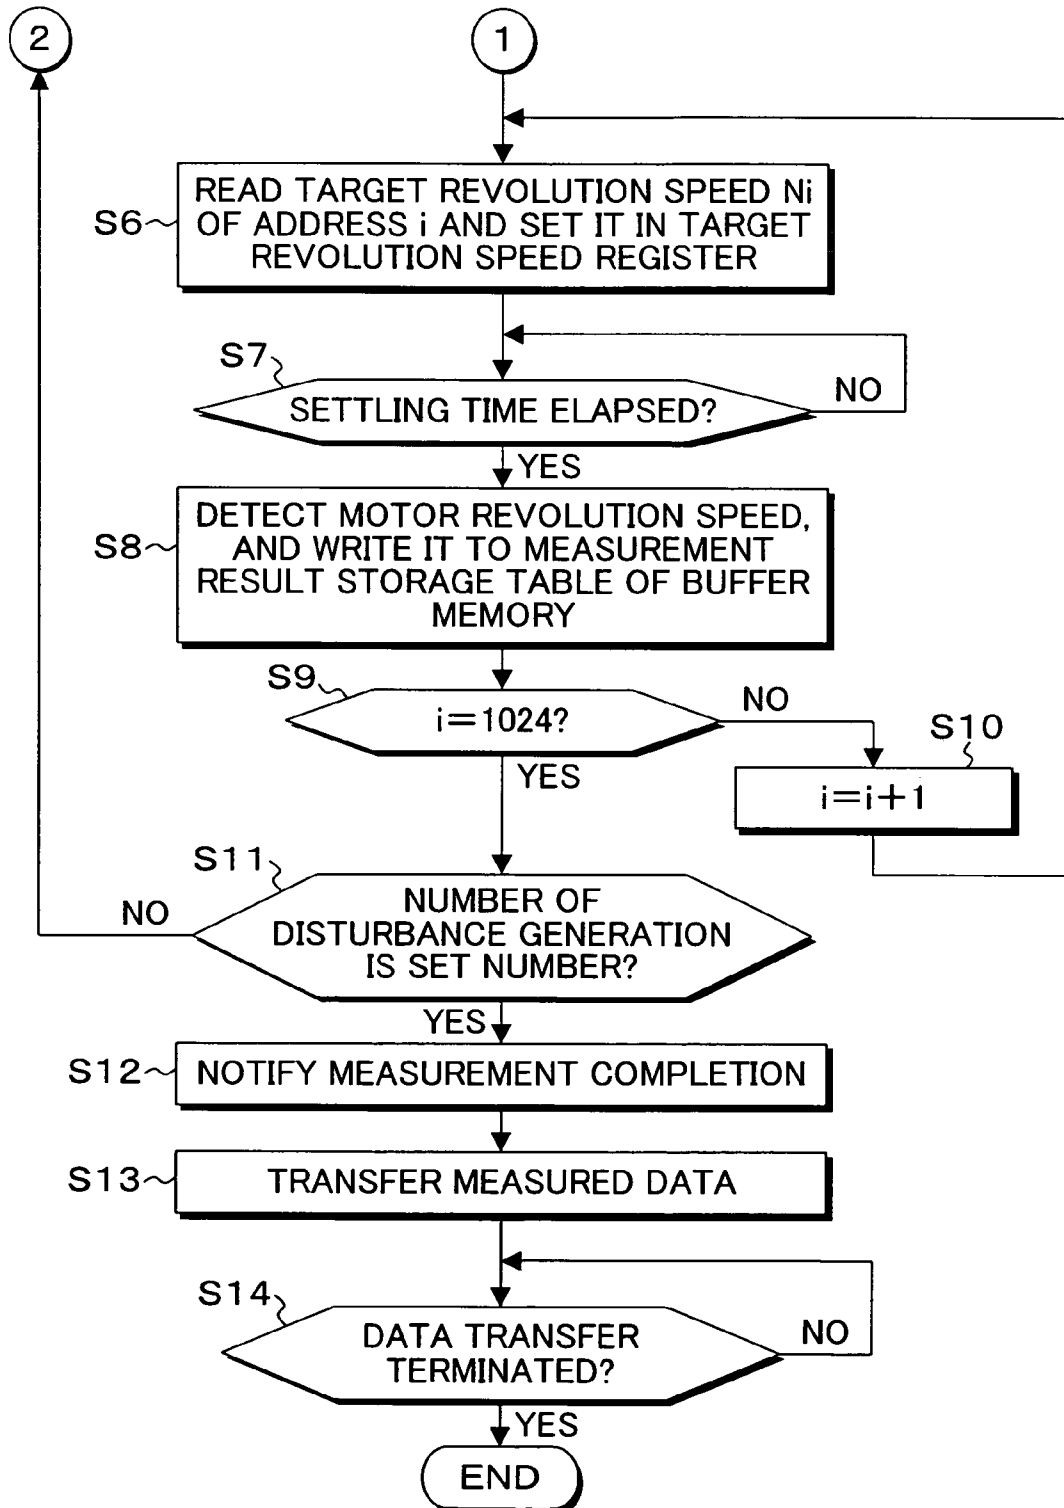 2
1
S6
READ TARGET REVOLUTION SPEED Ni
OF ADDRESS i AND SET IT IN TARGET
REVOLUTION SPEED REGISTER
S7
SETTLING TIME ELAPSED?
NO
YES
S8
DETECT MOTOR REVOLUTION SPEED,
AND WRITE IT TO MEASUREMENT
RESULT STORAGE TABLE OF BUFFER
MEMORY
S9
i=1024?
NO
YES
S10
i=i+1
S11
NUMBER OF
DISTURBANCE GENERATION
IS SET NUMBER?
NO
YES
S12
NOTIFY MEASUREMENT COMPLETION
S13
TRANSFER MEASURED DATA
S14
DATA TRANSFER
TERMINATED?
NO
YES
END